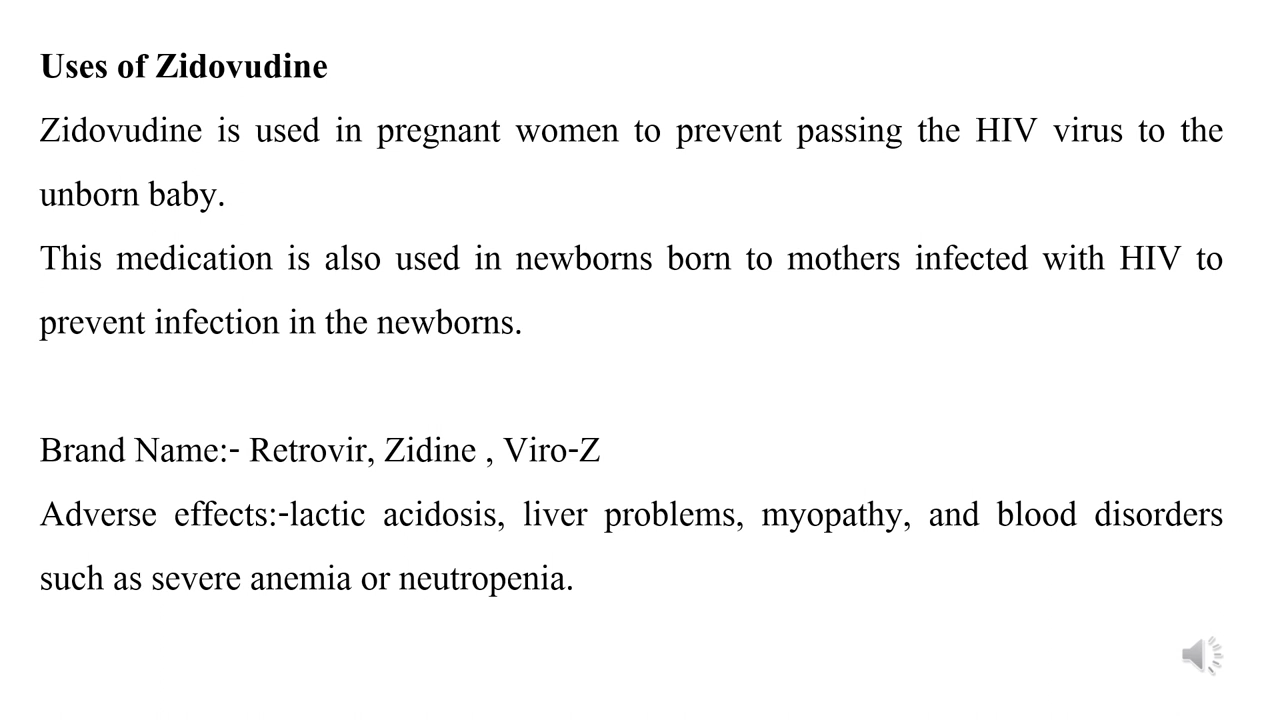 Uses of Zidovudine
Zidovudine is used in pregnant women to prevent passing the HIV virus to the
unborn baby.
This medication is also used in newborns born to mothers infected with HIV to
prevent infection in the newborns.
Brand Name:- Retrovir, Zidine , Viro-Z
Adverse effects:-lactic acidosis, liver problems, myopathy, and blood disorders
such as severe anemia or neutropenia.